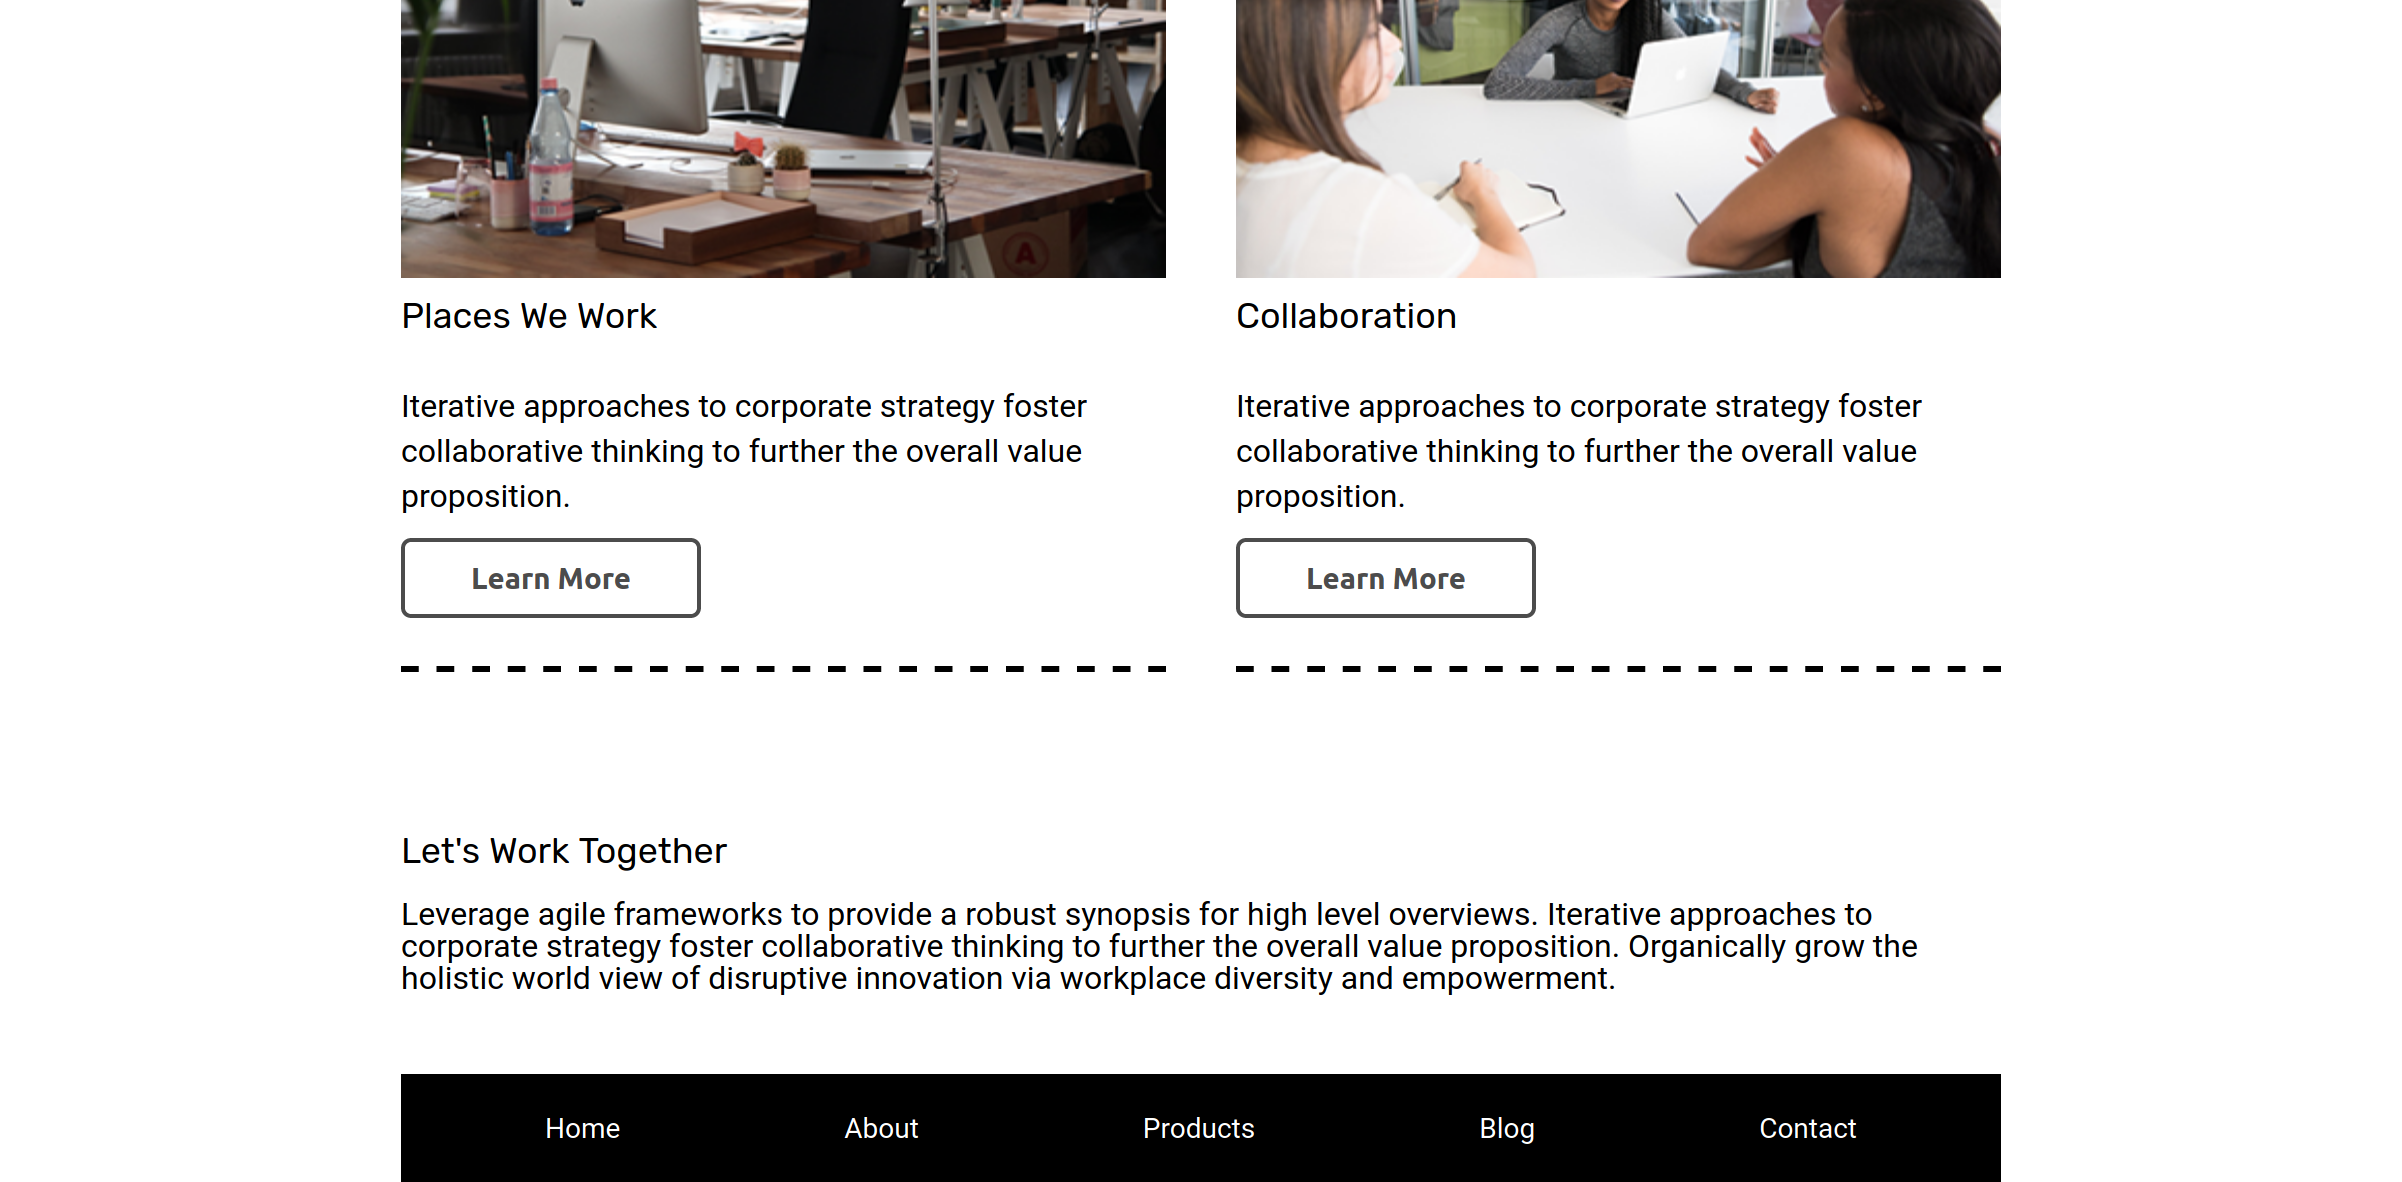 A
Places We Work
Iterative approaches to corporate strategy foster
collaborative thinking to further the overall value
proposition.
Learn More
Collaboration
Iterative approaches to corporate strategy foster
collaborative thinking to further the overall value
proposition.
Learn More
Let's Work Together
Leverage agile frameworks to provide a robust synopsis for high level overviews. Iterative approaches to
corporate strategy foster collaborative thinking to further the overall value proposition. Organically grow the
holistic world view of disruptive innovation via workplace diversity and empowerment.
Home About Products Blog Contact